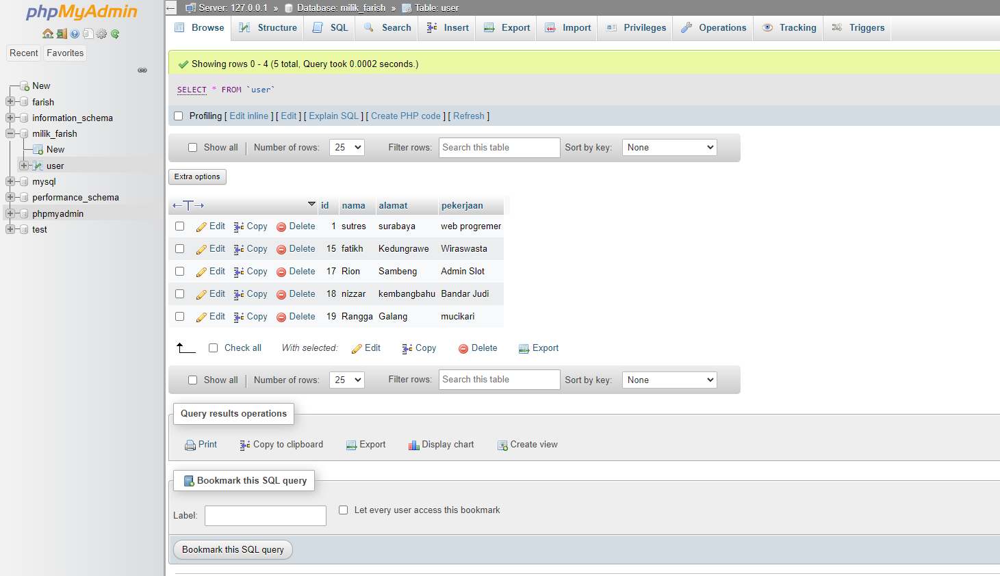 phpMyAdmin
Recent Favorites
New
farish
information_schema
milik_farish
New
user
mysql
performance_schema
phpmyadmin
test
Server: 127.0.0.1 » Database: milik_farish » Table: user
Browse Structure SQL Search Insert Export Import Privileges Operations Tracking Triggers
Showing rows 0 - 4 (5 total, Query took 0.0002 seconds.)
SELECT * FROM `user`
Profiling [ Edit inline ] [ Edit ] [ Explain SQL ] [ Create PHP code ] [ Refresh ]
Show all Number of rows: 25 Filter rows: Search this table Sort by key: None
Extra options
id nama alamat pekerjaan
Edit Copy Delete 1 sutres surabaya web progremer
Edit Copy Delete 15 fatikh Kedungrawe Wiraswasta
Edit Copy Delete 17 Rion Sambeng Admin Slot
Edit Copy Delete 18 nizzar kembangbahu Bandar Judi
Edit Copy Delete 19 Rangga Galang mucikari
Check all With selected: Edit Copy Delete Export
Show all Number of rows: 25 Filter rows: Search this table Sort by key: None
Query results operations
Print Copy to clipboard Export Display chart Create view
Bookmark this SQL query
Label: Let every user access this bookmark
Bookmark this SQL query